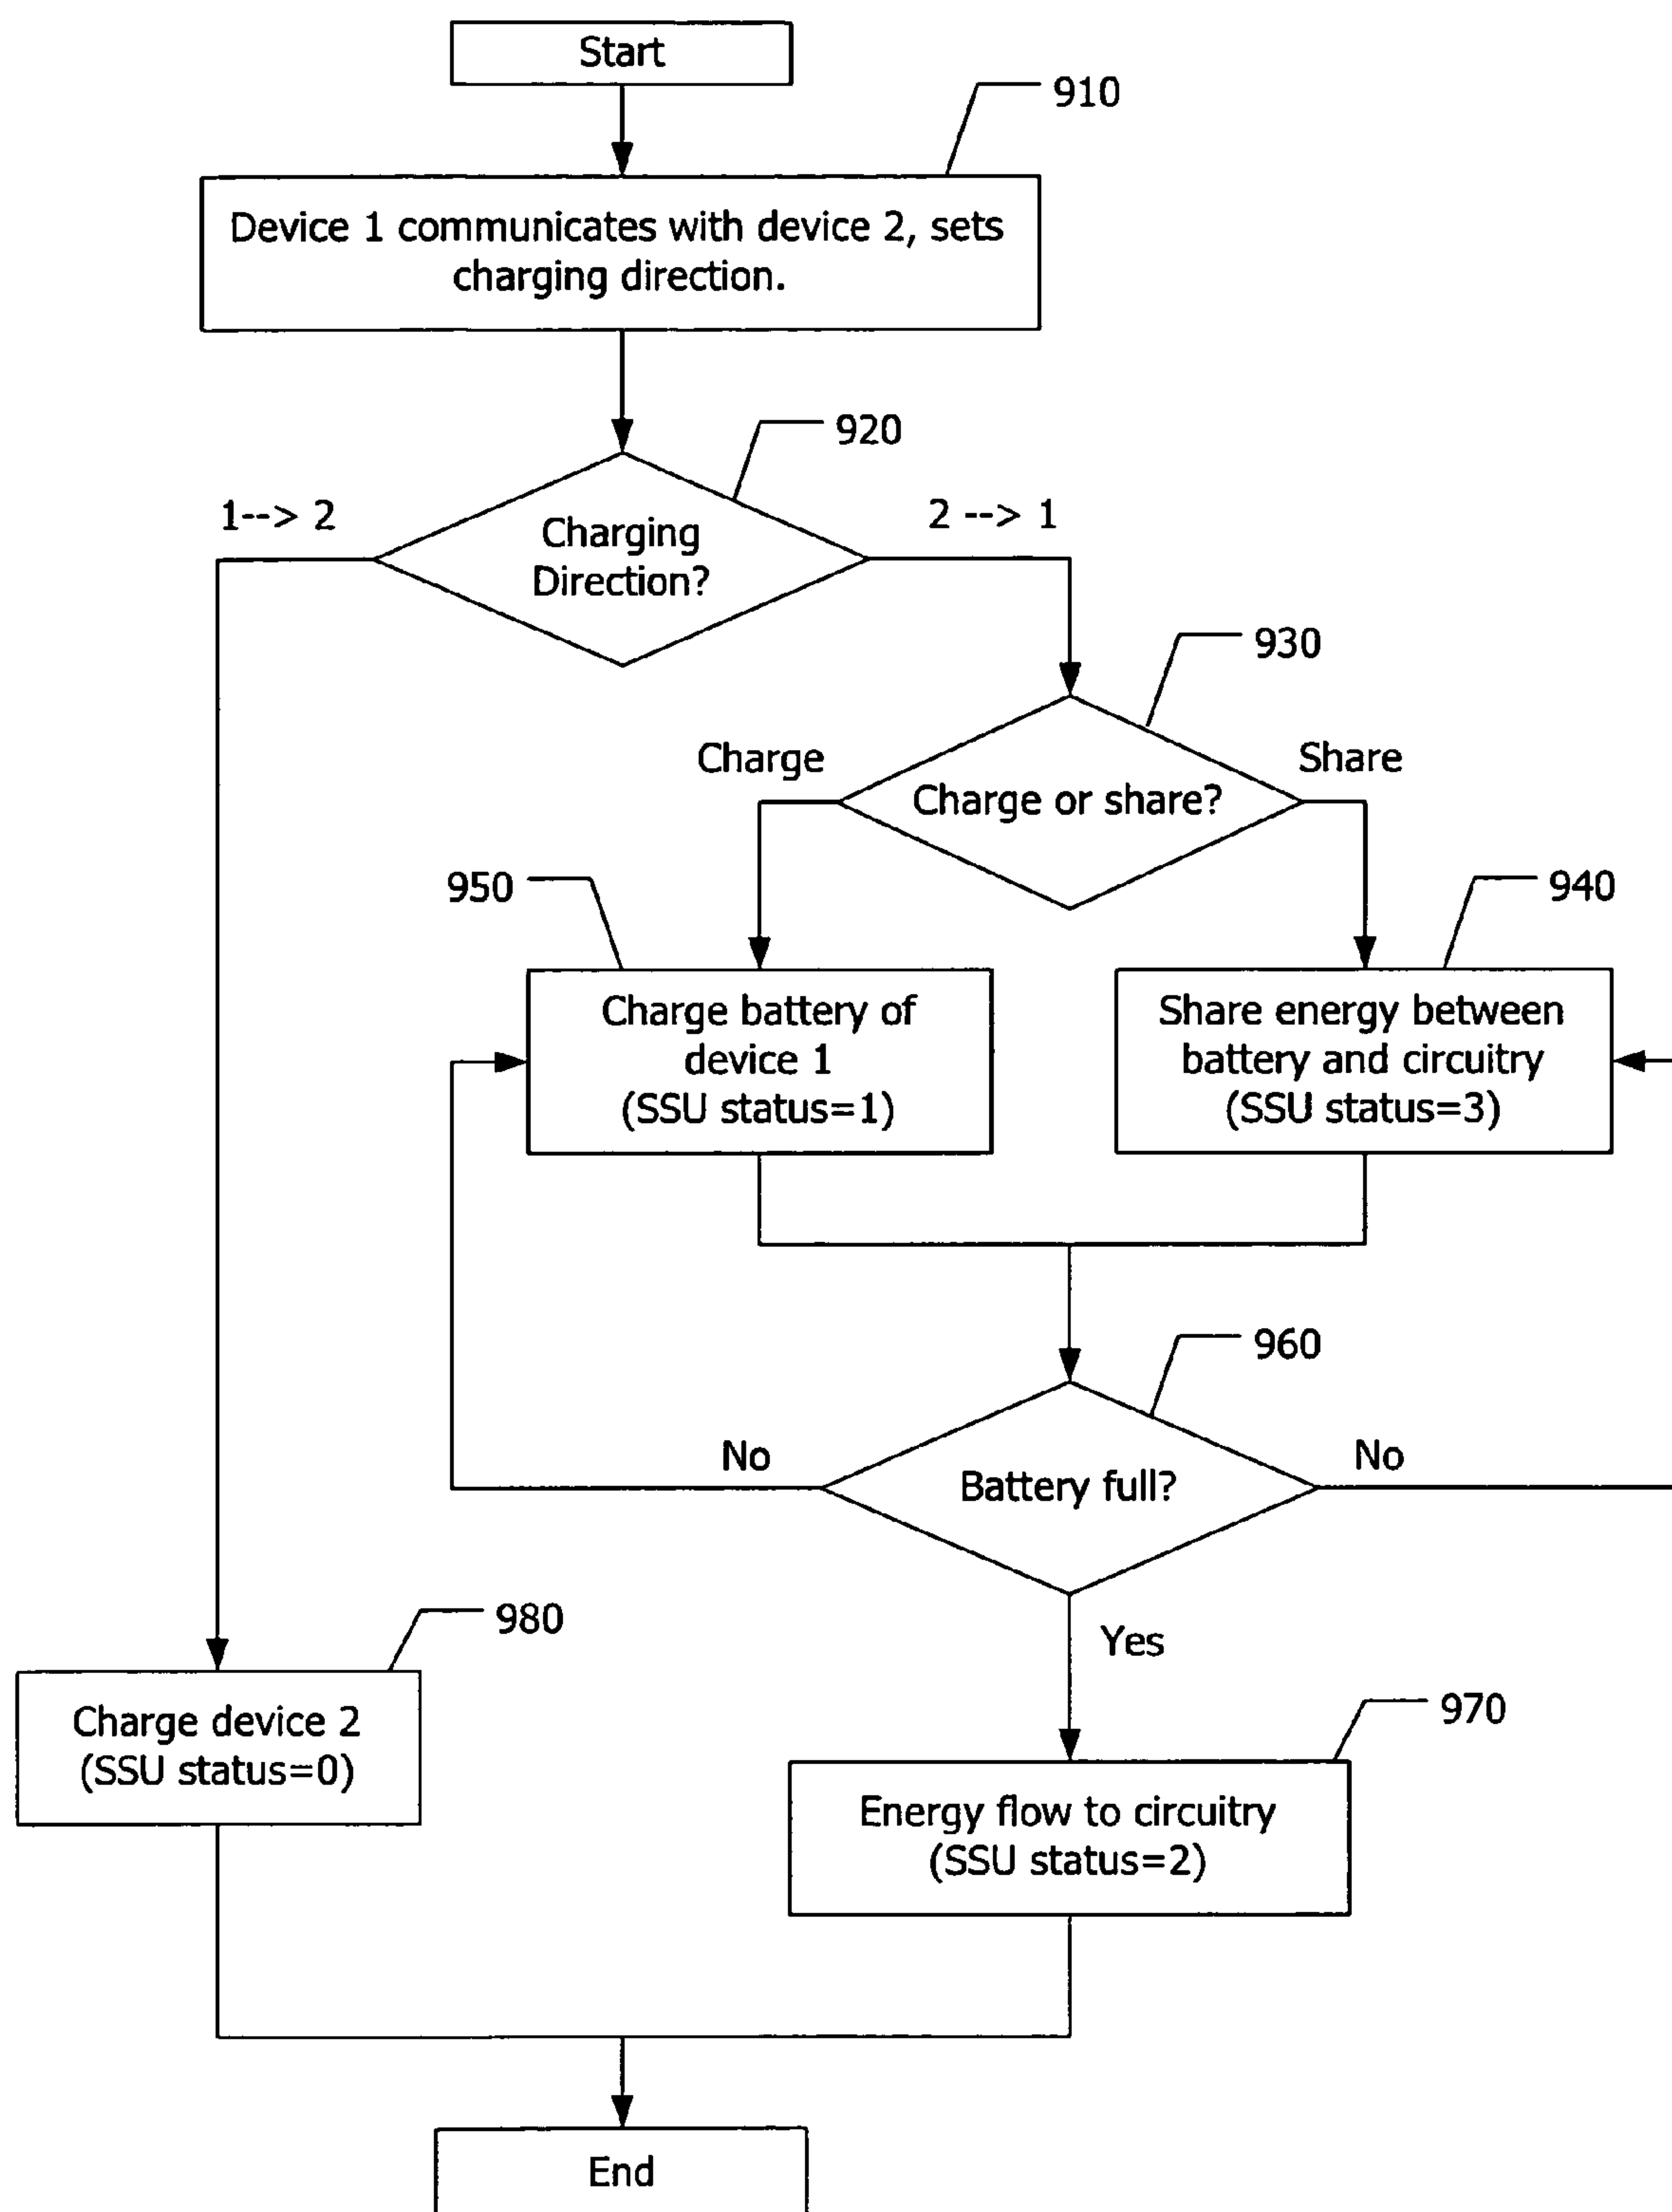 Start
910
Device 1 communicates with device 2, sets
charging direction.
920
1--> 2
2 --> 1
Charging
Direction?
930
Charge
Share
Charge or share?
950
940
Charge battery of
device 1
(SSU status=1)
Share energy between
battery and circuitry
(SSU status=3)
960
No
No
Battery full?
980
Yes
Charge device 2
(SSU status=0)
970
Energy flow to circuitry
(SSU status=2)
End